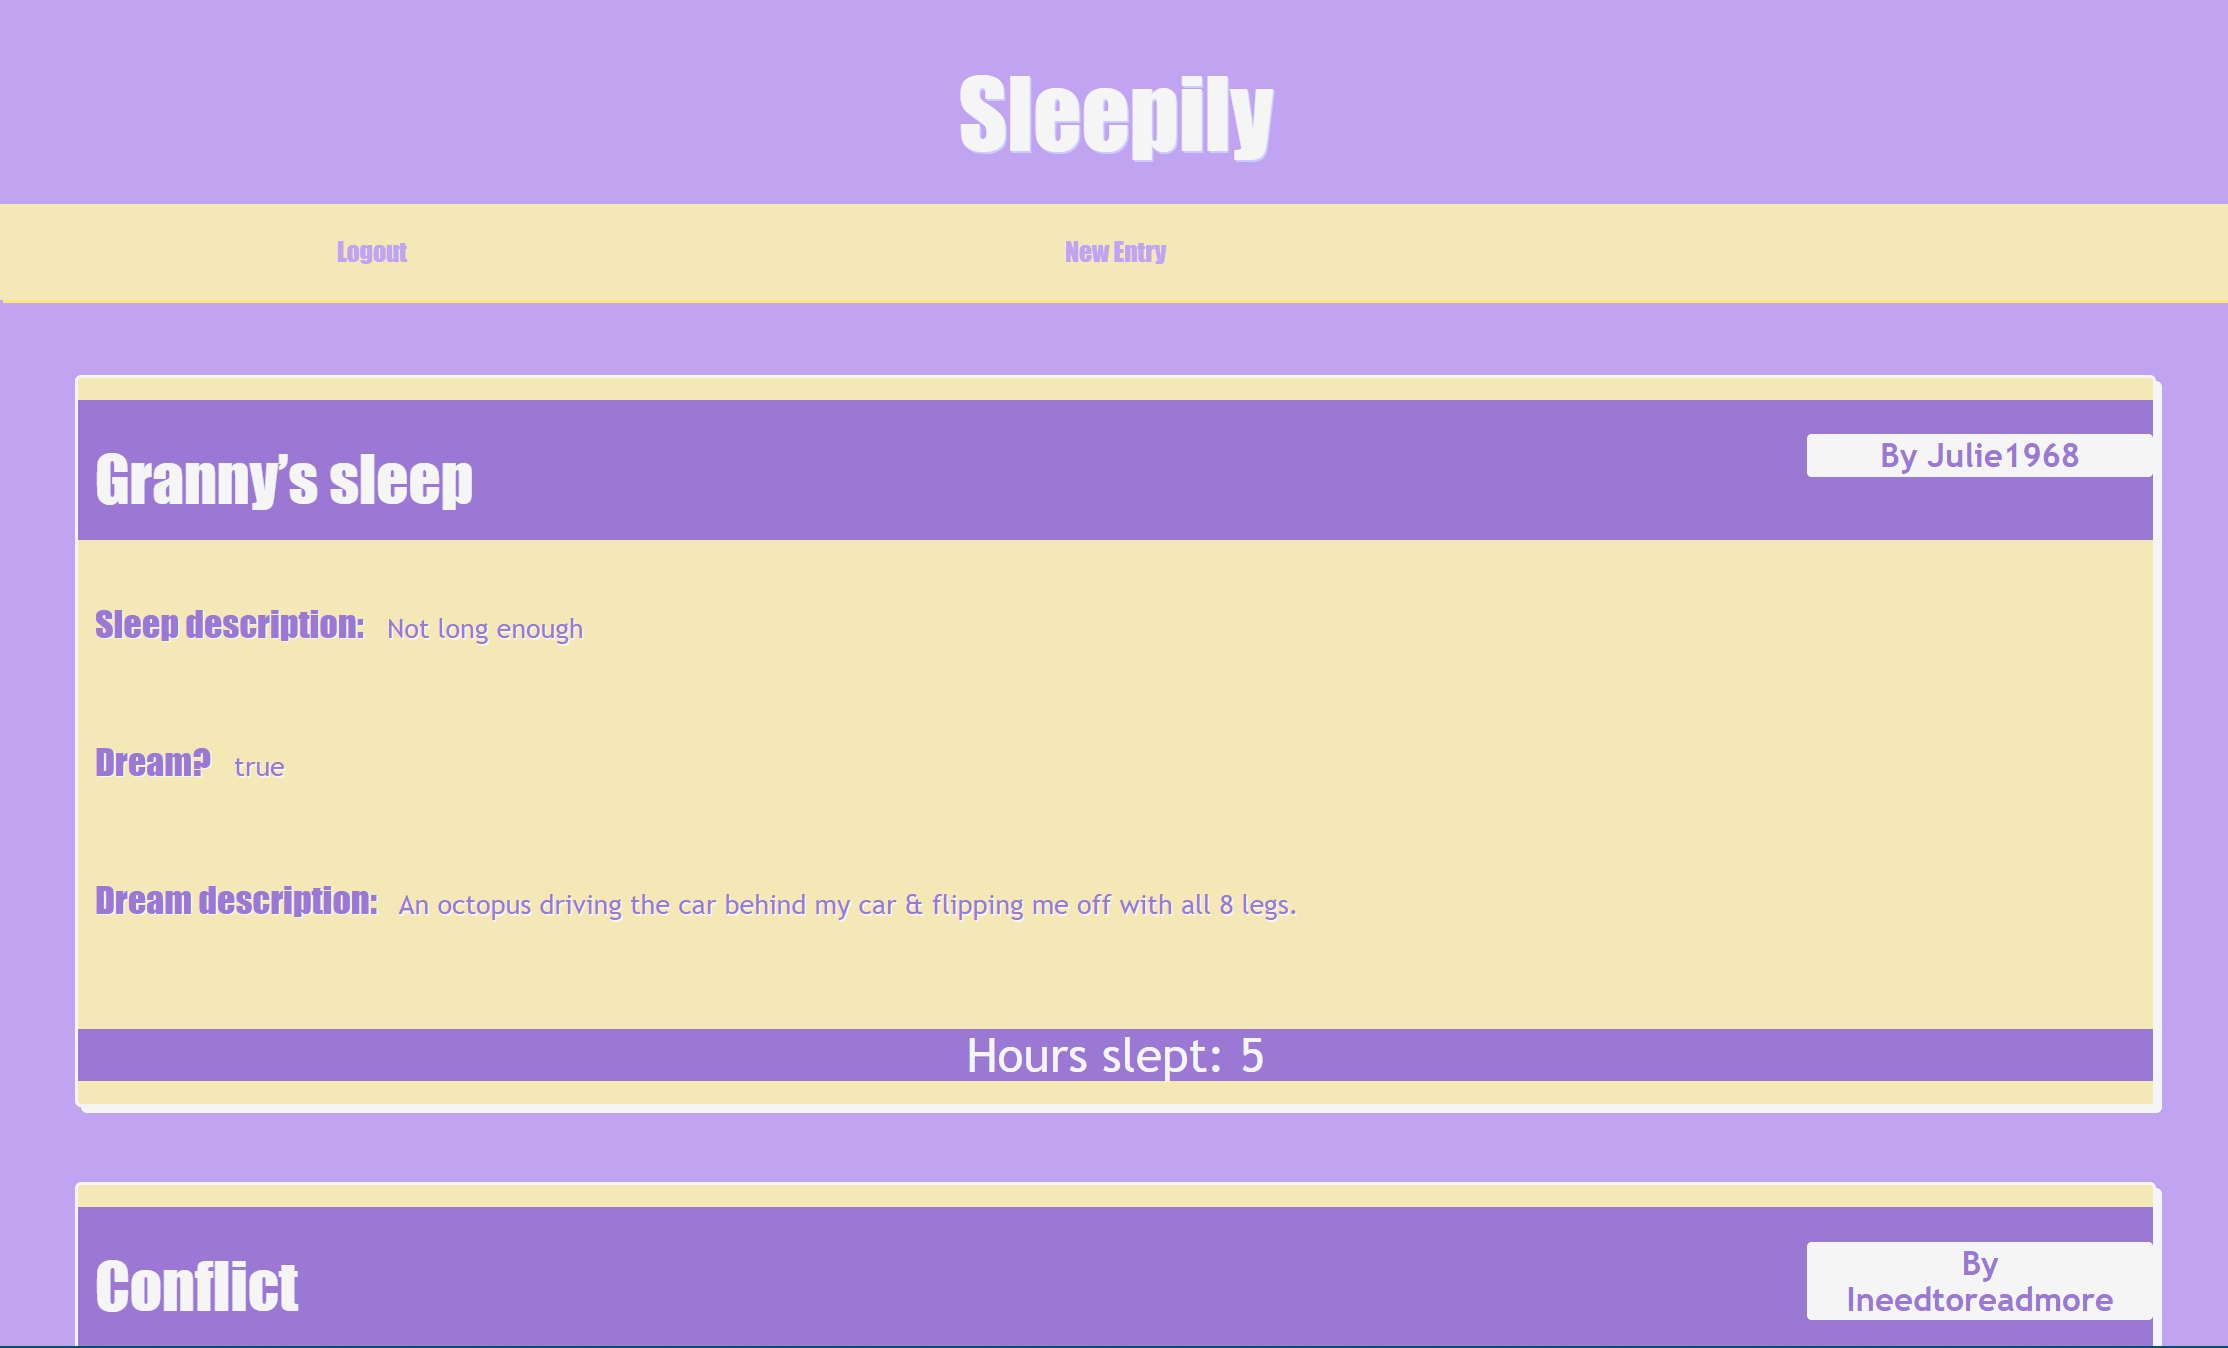 Sleepily
Logout New Entry
Granny’s sleep
By Julie1968
Sleep description: Not long enough
Dream? true
Dream description: An octopus driving the car behind my car & flipping me off with all 8 legs.
Hours slept: 5
Conflict
By
Ineedtoreadmore